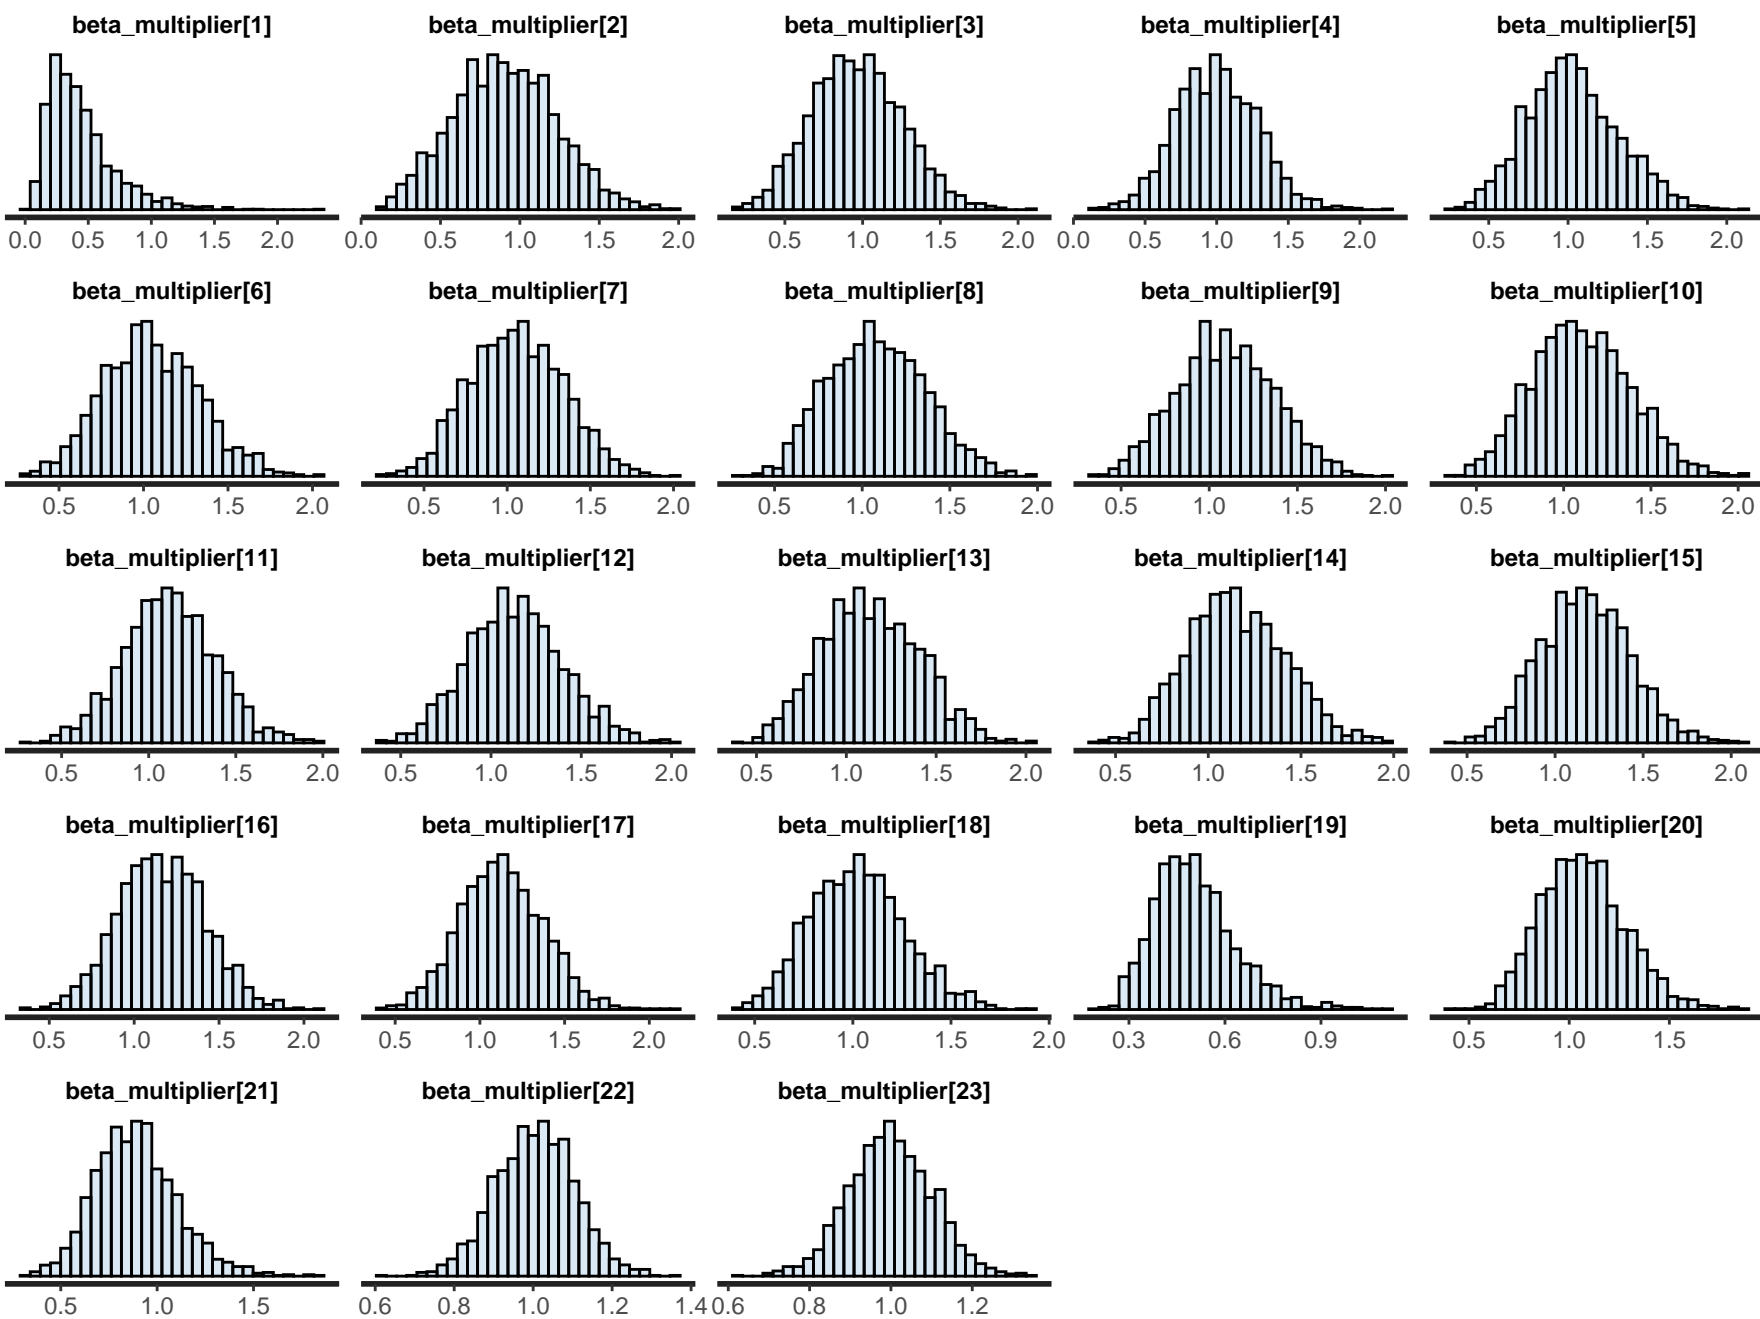 beta_multiplier[1] beta_multiplier[2] beta_multiplier[3] beta_multiplier[4] beta_multiplier[5]
0.0 0.5 1.0 1.5 2.0 0.0 0.5 1.0 1.5 2.0 0.5 1.0 1.5 2.0 0.0 0.5 1.0 1.5 2.0 0.5 1.0 1.5 2.0
beta_multiplier[6] beta_multiplier[7] beta_multiplier[8] beta_multiplier[9] beta_multiplier[10]
0.5 1.0 1.5 2.0 0.5 1.0 1.5 2.0 0.5 1.0 1.5 2.0 0.5 1.0 1.5 2.0 0.5 1.0 1.5 2.0
beta_multiplier[11] beta_multiplier[12] beta_multiplier[13] beta_multiplier[14] beta_multiplier[15]
0.5 1.0 1.5 2.0 0.5 1.0 1.5 2.0 0.5 1.0 1.5 2.0 0.5 1.0 1.5 2.0 0.5 1.0 1.5 2.0
beta_multiplier[16] beta_multiplier[17] beta_multiplier[18] beta_multiplier[19] beta_multiplier[20]
0.5 1.0 1.5 2.0 0.5 1.0 1.5 2.0 0.5 1.0 1.5 2.0 0.3 0.6 0.9 0.5 1.0 1.5
beta_multiplier[21] beta_multiplier[22] beta_multiplier[23]
0.5 1.0 1.5 0.6 0.8 1.0 1.2 1.4 0.6 0.8 1.0 1.2